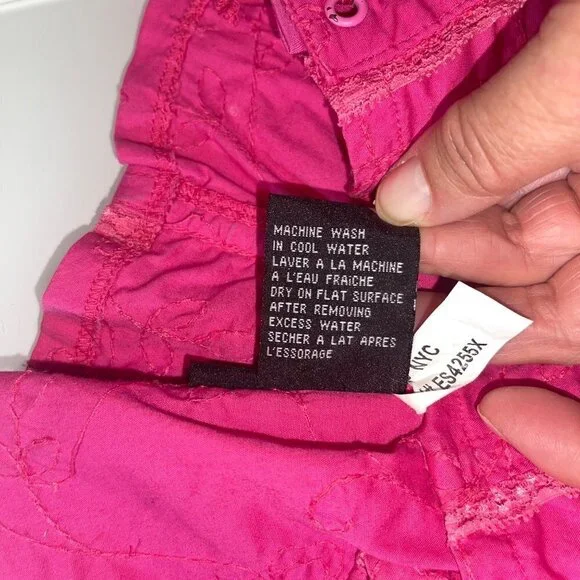 MACHINE WASH
IN COOL WATER
LAVER A LA MACHINE
A L'EAU FRAiCHE
DRY ON FLAT SURFACE
AFTER REMOVING
EXCESS WATER
SECHER A LAT APRES
L'ESSORAGE
NYC
LES4255X